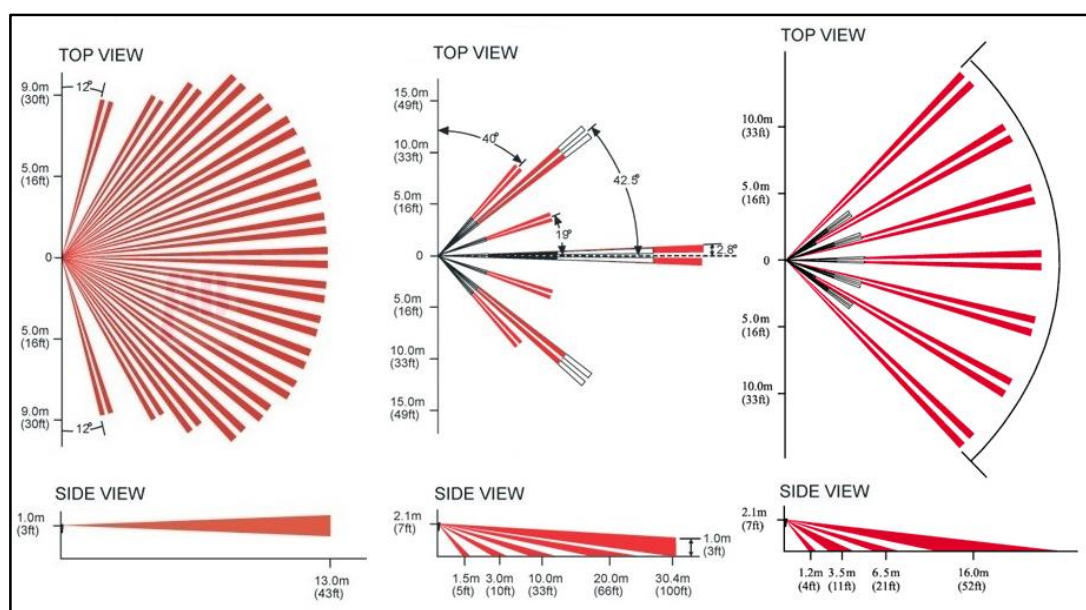 TOP VIEW
9.0m
(30ft)
12°
5.0m
(16ft)
0
5.0m
(16ft)
9.0m
(30ft)
12°
SIDE VIEW
1.0m
(3ft)
13.0m
(43ft)
TOP VIEW
15.0m
(49ft)
10.0m
(33ft)
5.0m
(16ft)
0
5.0m
(16ft)
10.0m
(33ft)
15.0m
(49ft)
40°
42.5°
19°
2.8°
SIDE VIEW
2.1m
(7ft)
1.0m
(3ft)
1.5m 3.0m 10.0m 20.0m 30.4m
(5ft) (10ft) (33ft) (66ft) (100ft)
TOP VIEW
10.0m
(33ft)
5.0m
(16ft)
0
5.0m
(16ft)
10.0m
(33ft)
SIDE VIEW
2.1m
(7ft)
1.2m 3.5m 6.5m 16.0m
(4ft) (11ft) (21ft) (52ft)